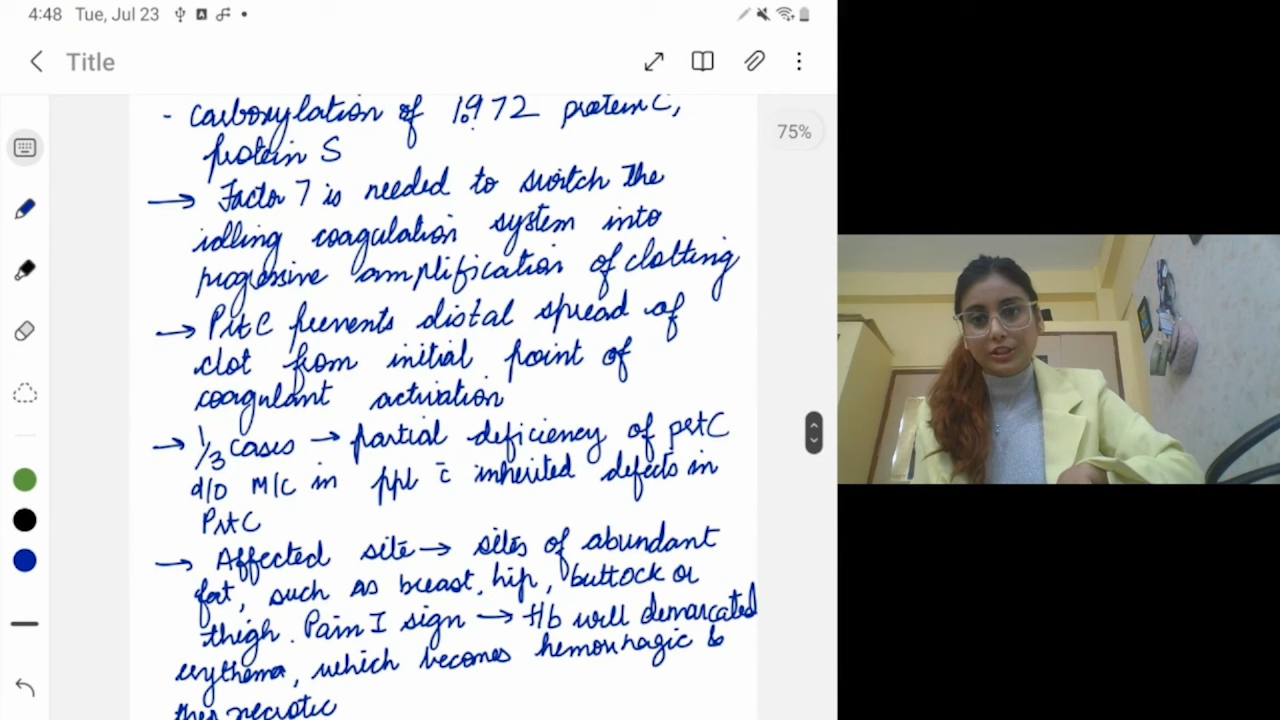 4:48 Tue, Jul 23
Title
75%
- carboxylation of 10972 protein C,
protein S
→ Factor 7 is needed to switch the
idling coagulation system into
progressive amplification of clotting
→ Prt C prevents distal spread of
clot from initial point of
coagulant activation
→ 1/3 cases → partial deficiency of prt C
d/o M/C in ppl c̄ inherited defects in
Prt C
→ Affected site → sites of abundant
fat, such as breast, hip, buttock or
thigh. Pain I sign → f/b well demarcated
erythema, which becomes hemorrhagic &
then necrotic